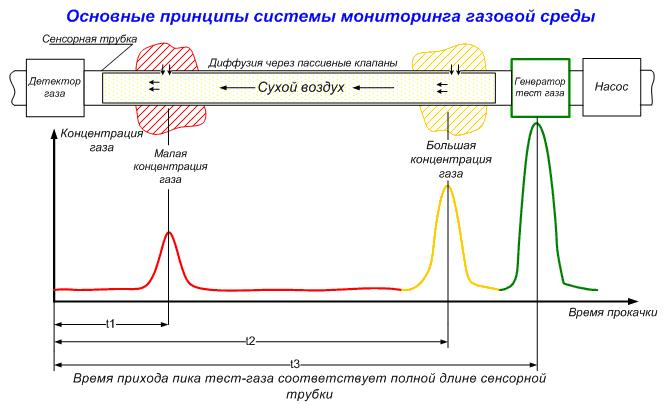 Основные принципы системы мониторинга газовой среды
Сенсорная трубка
Диффузия через пассивные клапаны
Детектор
газа
Сухой воздух
Генератор
тест газа
Насос
Концентрация
газа
Малая
концентрация
газа
Большая
концентрация
газа
Время прокачки
t1
t2
t3
Время прихода пика тест-газа соответствует полной длине сенсорной
трубки